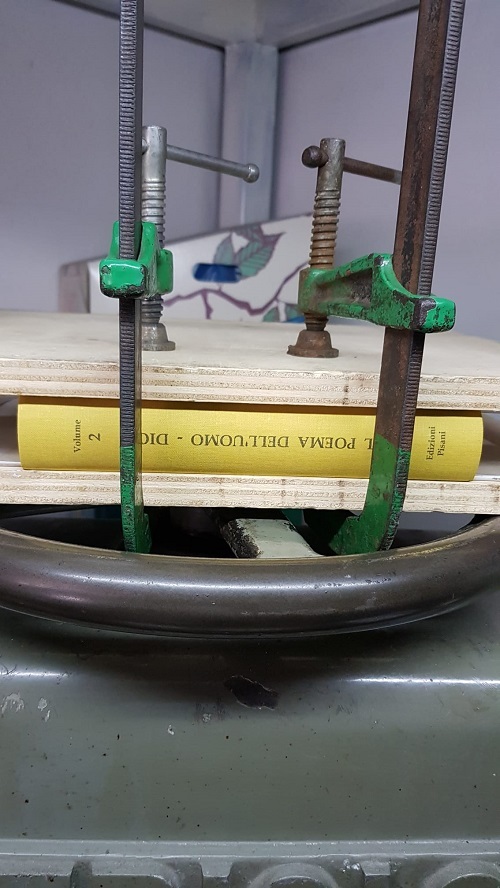 Volume
2
L POEMA DELL'UOMO - DIO
Edizioni
Pisani